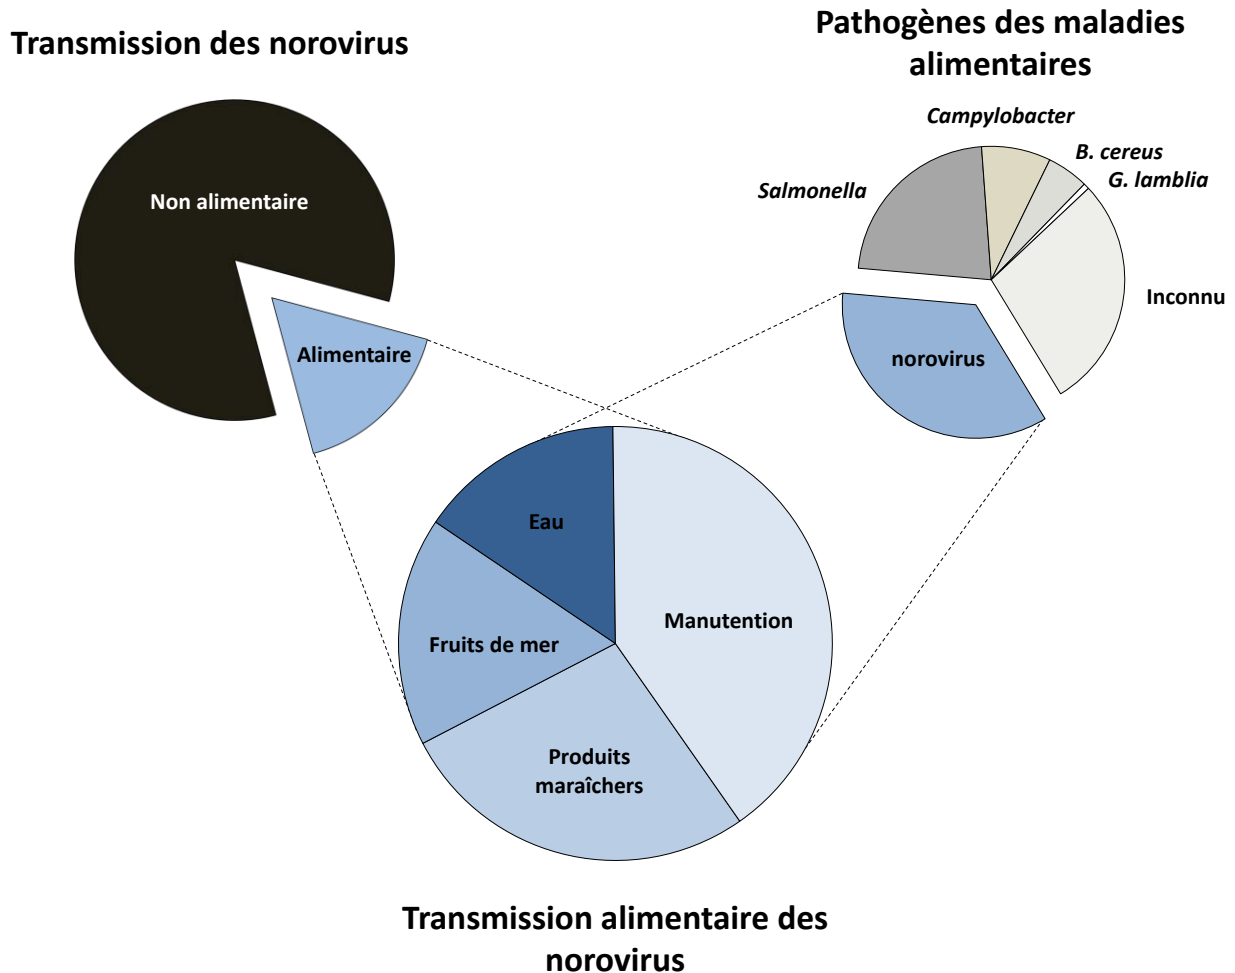 Transmission des norovirus
Non alimentaire
Alimentaire
Pathogènes des maladies
alimentaires
Campylobacter
B. cereus
G. lamblia
Salmonella
Inconnu
norovirus
Eau
Manutention
Fruits de mer
Produits
maraîchers
Transmission alimentaire des
norovirus